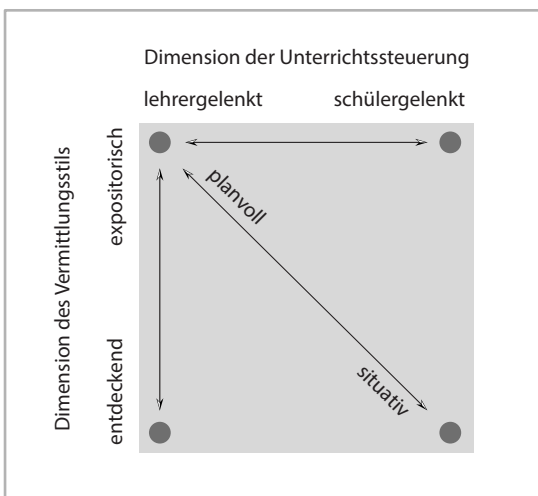 Dimension der Unterrichtssteuerung
lehrergelenkt schülergelenkt
Dimension des Vermittlungsstils
expositorisch
entdeckend
planvoll
situativ